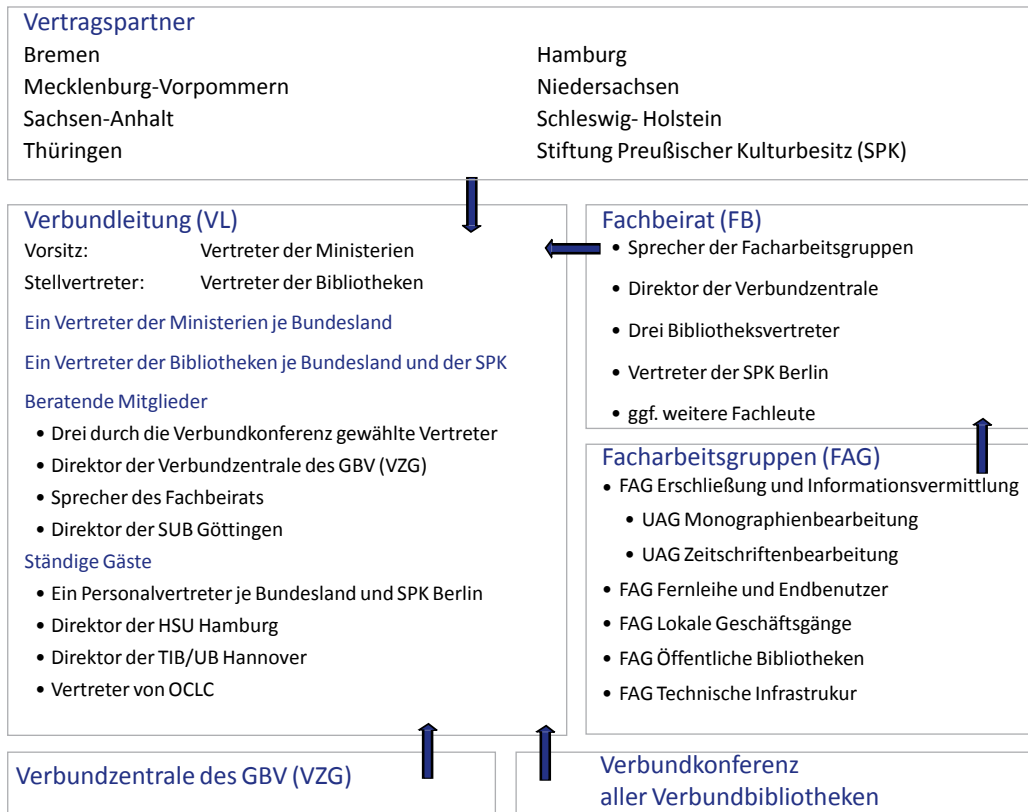 Vertragspartner
Bremen
Hamburg
Mecklenburg-Vorpommern
Niedersachsen
Sachsen-Anhalt
Schleswig- Holstein
Thüringen
Stiftung Preußischer Kulturbesitz (SPK)
Verbundleitung (VL)
Vorsitz: Vertreter der Ministerien
Stellvertreter: Vertreter der Bibliotheken
Ein Vertreter der Ministerien je Bundesland
Ein Vertreter der Bibliotheken je Bundesland und der SPK
Beratende Mitglieder
• Drei durch die Verbundkonferenz gewählte Vertreter
• Direktor der Verbundzentrale des GBV (VZG)
• Sprecher des Fachbeirats
• Direktor der SUB Göttingen
Ständige Gäste
• Ein Personalvertreter je Bundesland und SPK Berlin
• Direktor der HSU Hamburg
• Direktor der TIB/UB Hannover
• Vertreter von OCLC
Fachbeirat (FB)
• Sprecher der Facharbeitsgruppen
• Direktor der Verbundzentrale
• Drei Bibliotheksvertreter
• Vertreter der SPK Berlin
• ggf. weitere Fachleute
Facharbeitsgruppen (FAG)
• FAG Erschließung und Informationsvermittlung
• UAG Monographienbearbeitung
• UAG Zeitschriftenbearbeitung
• FAG Fernleihe und Endbenutzer
• FAG Lokale Geschäftsgänge
• FAG Öffentliche Bibliotheken
• FAG Technische Infrastrukur
Verbundzentrale des GBV (VZG)
Verbundkonferenz
aller Verbundbibliotheken